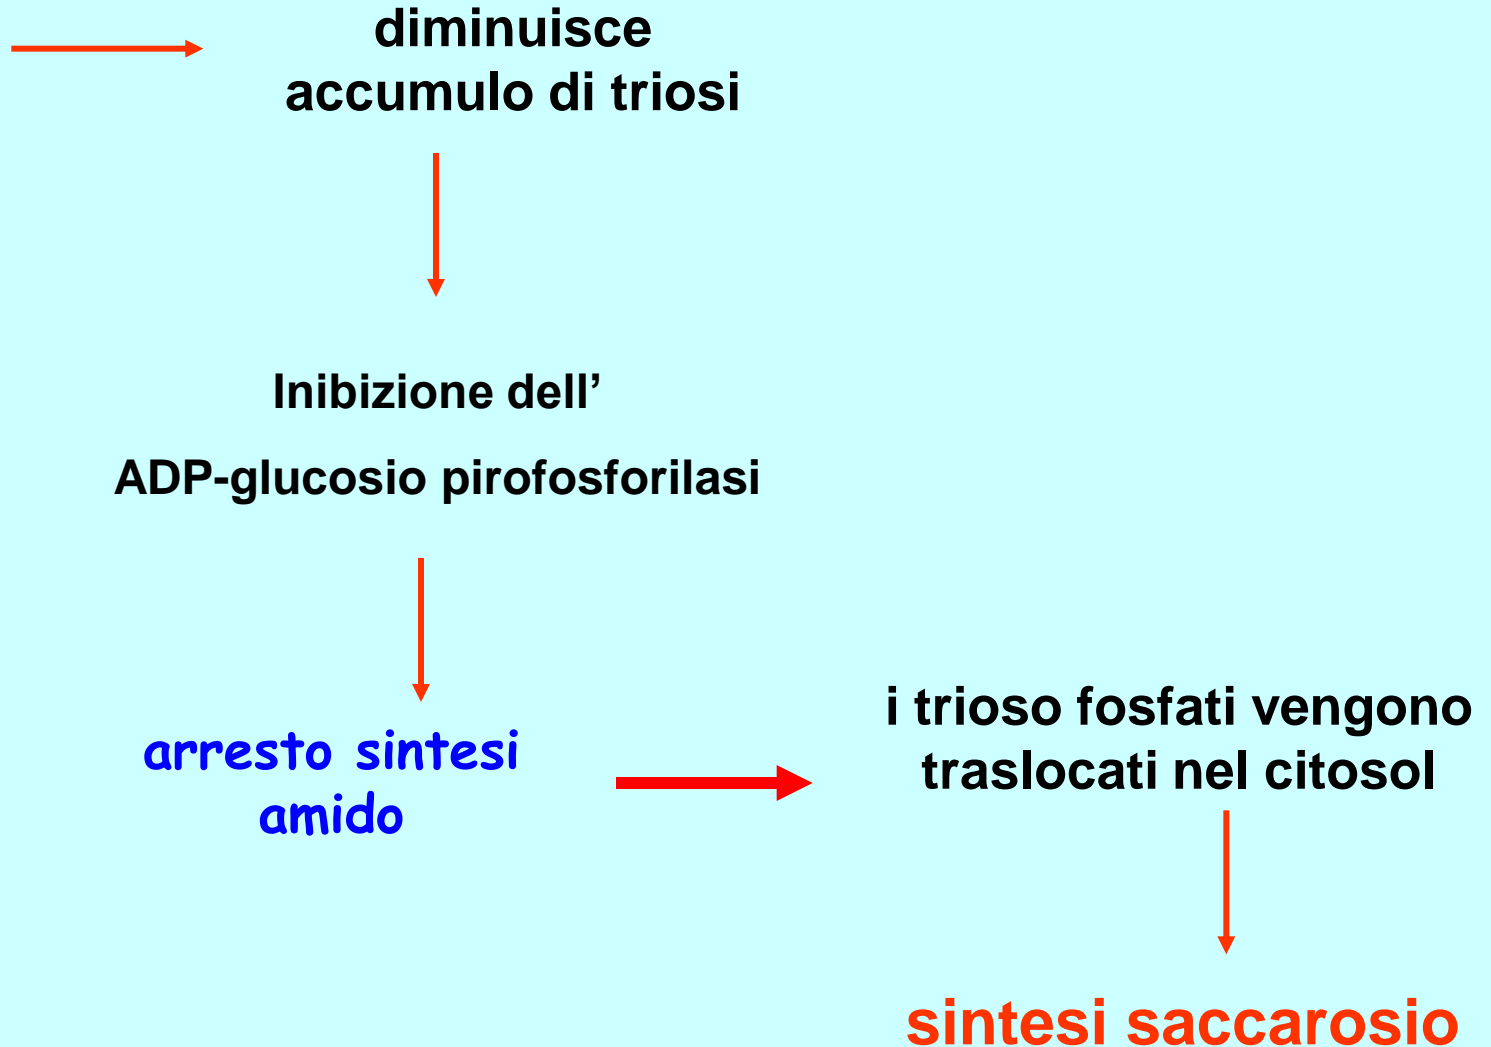 diminuisce
accumulo di triosi
Inibizione dell’
ADP-glucosio pirofosforilasi
arresto sintesi
amido
i trioso fosfati vengono
traslocati nel citosol
sintesi saccarosio